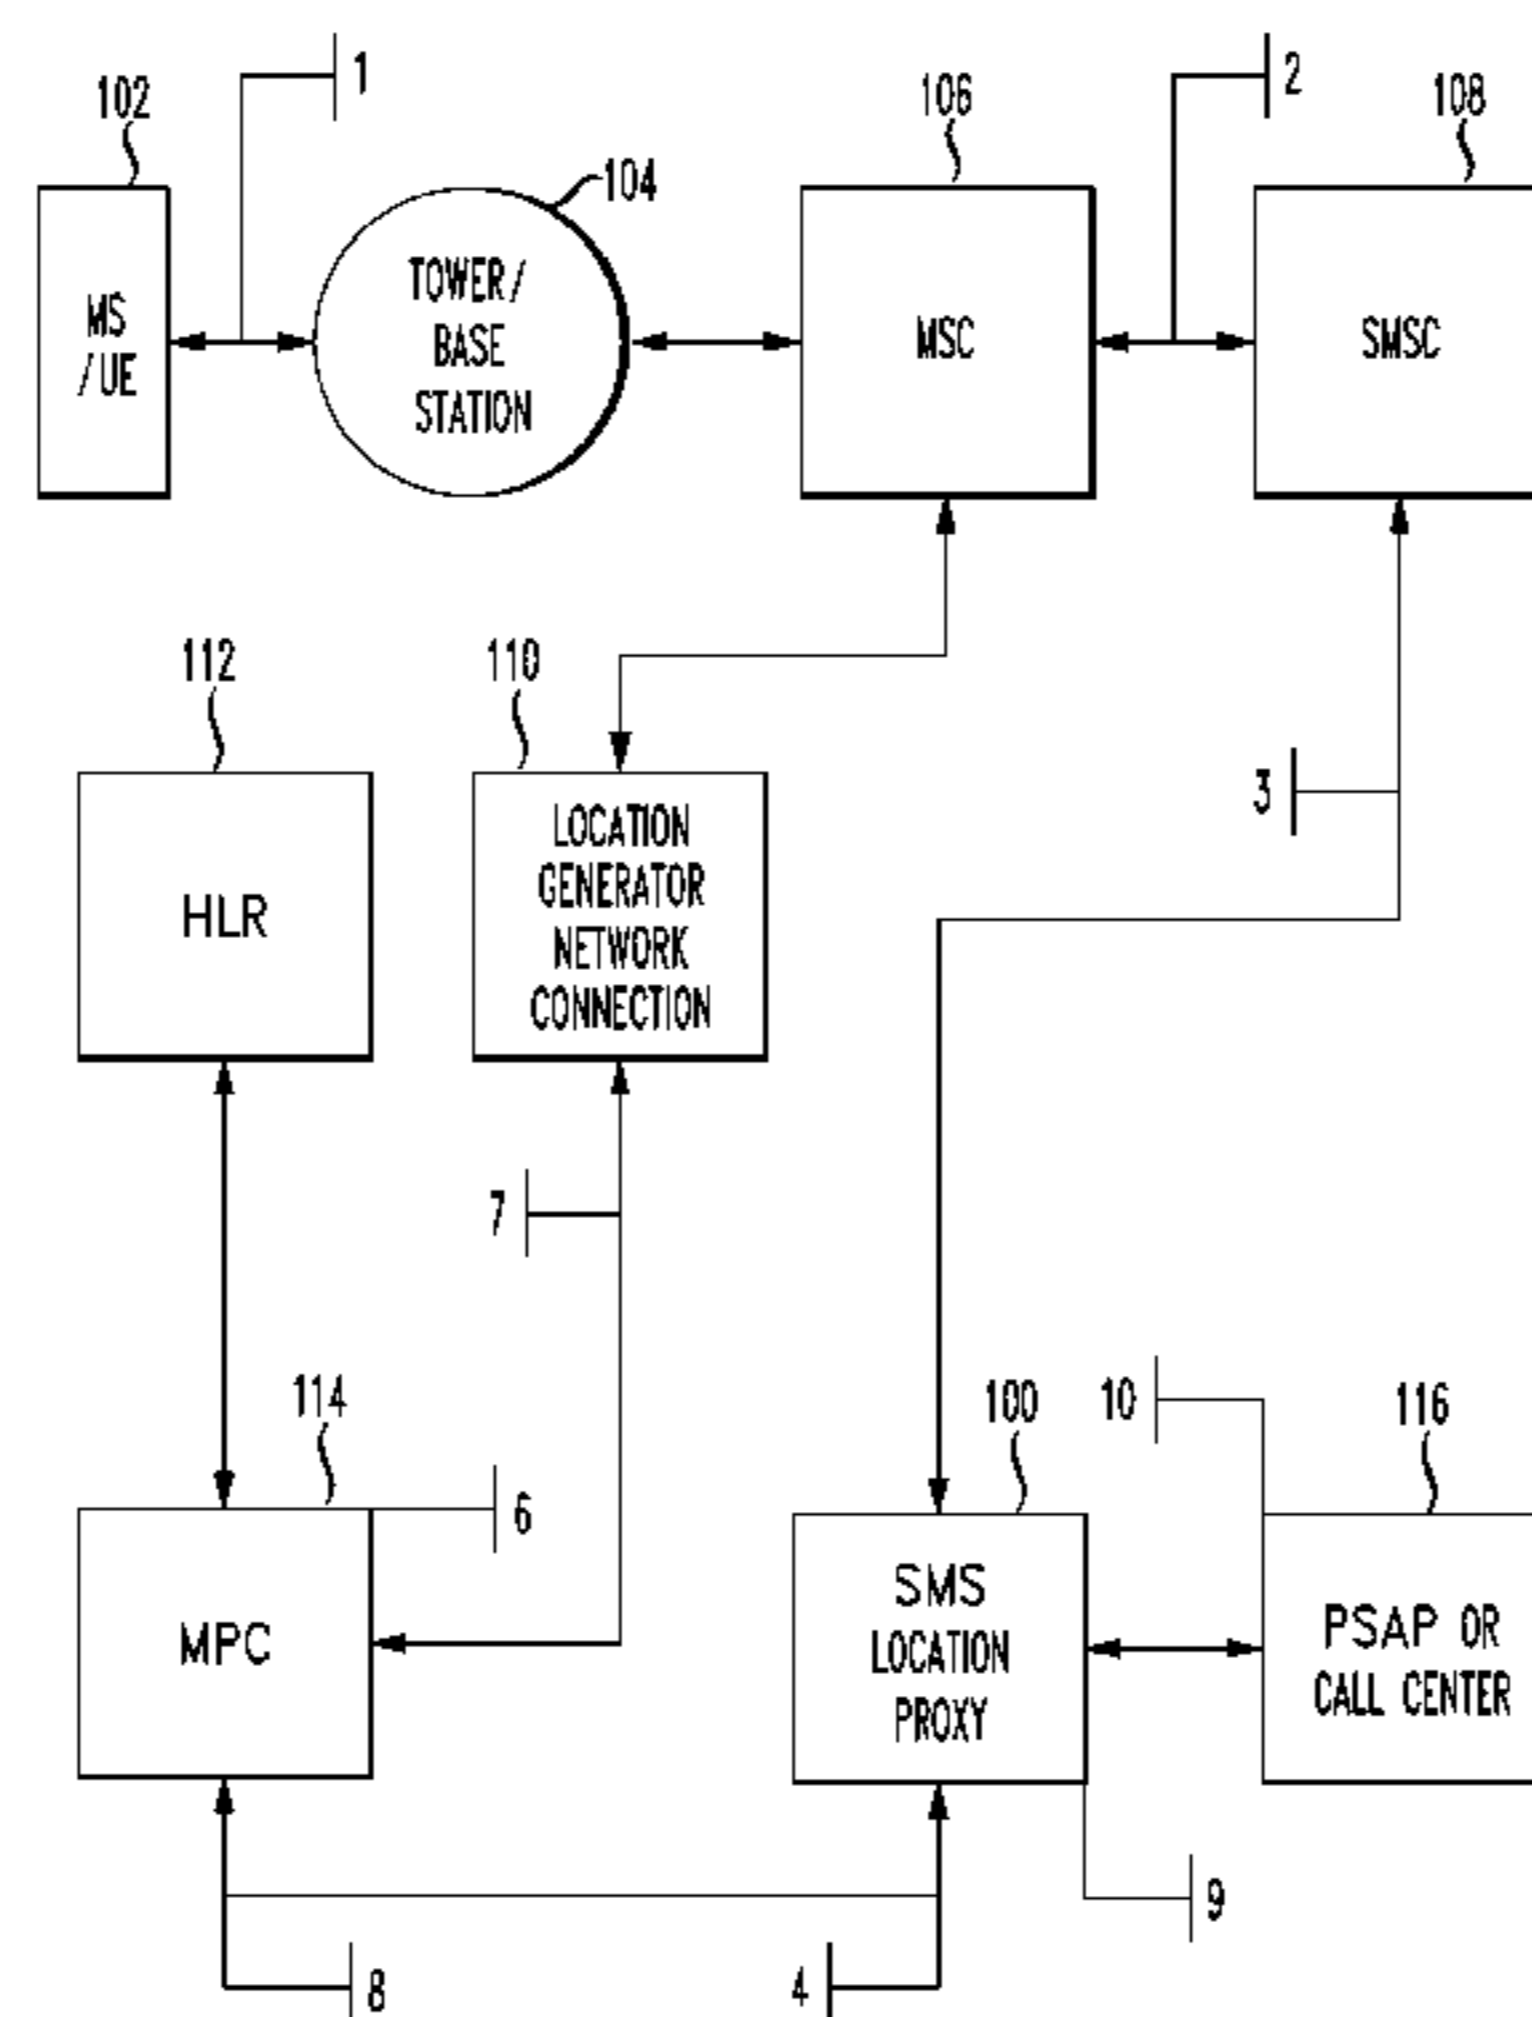 1
2
102
106
108
104
MS
/UE
TOWER/
BASE
STATION
MSC
SMSC
112
110
3
HLR
LOCATION
GENERATOR
NETWORK
CONNECTION
7
114
100
10
116
6
MPC
SMS
LOCATION
PROXY
PSAP OR
CALL CENTER
9
8
4